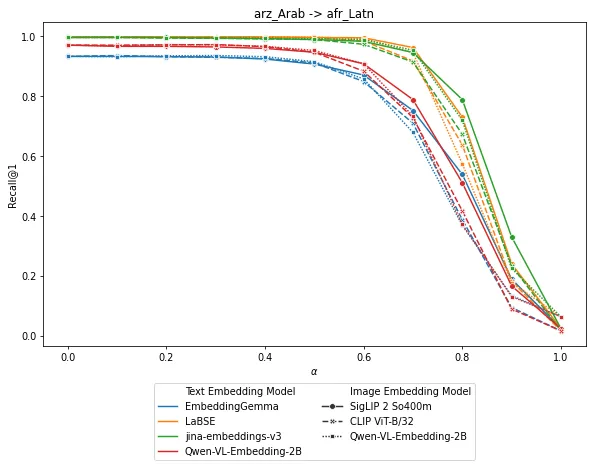 arz_Arab -> afr_Latn
Recall@1
1.0
0.8
0.6
0.4
0.2
0.0
0.0 0.2 0.4 0.6 0.8 1.0
α
Text Embedding Model
EmbeddingGemma
LaBSE
jina-embeddings-v3
Qwen-VL-Embedding-2B
Image Embedding Model
SigLIP 2 So400m
CLIP ViT-B/32
Qwen-VL-Embedding-2B